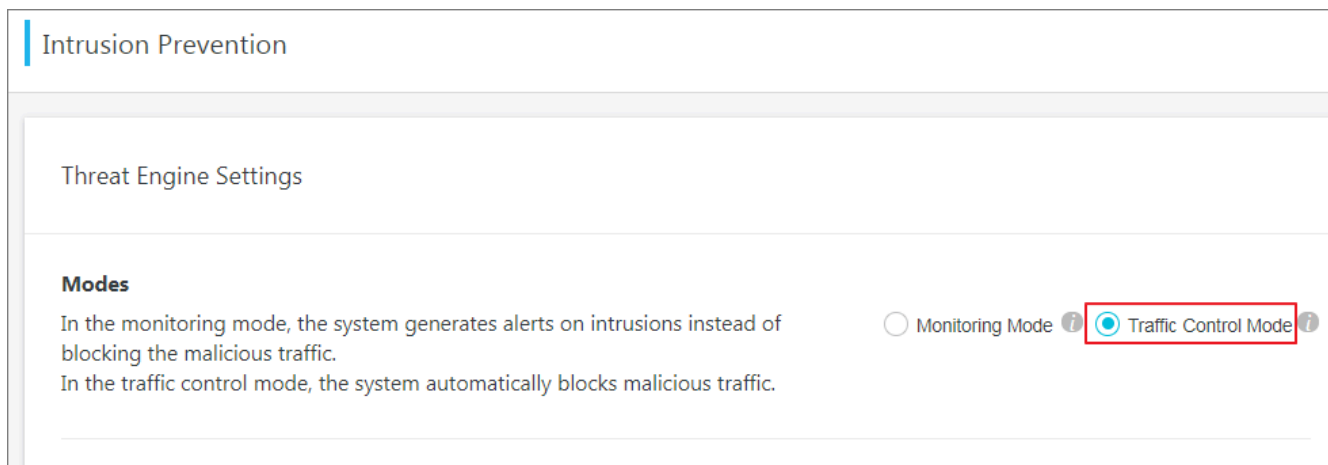 Intrusion Prevention
Threat Engine Settings
Modes
In the monitoring mode, the system generates alerts on intrusions instead of
blocking the malicious traffic.
In the traffic control mode, the system automatically blocks malicious traffic.
Monitoring Mode i Traffic Control Mode i